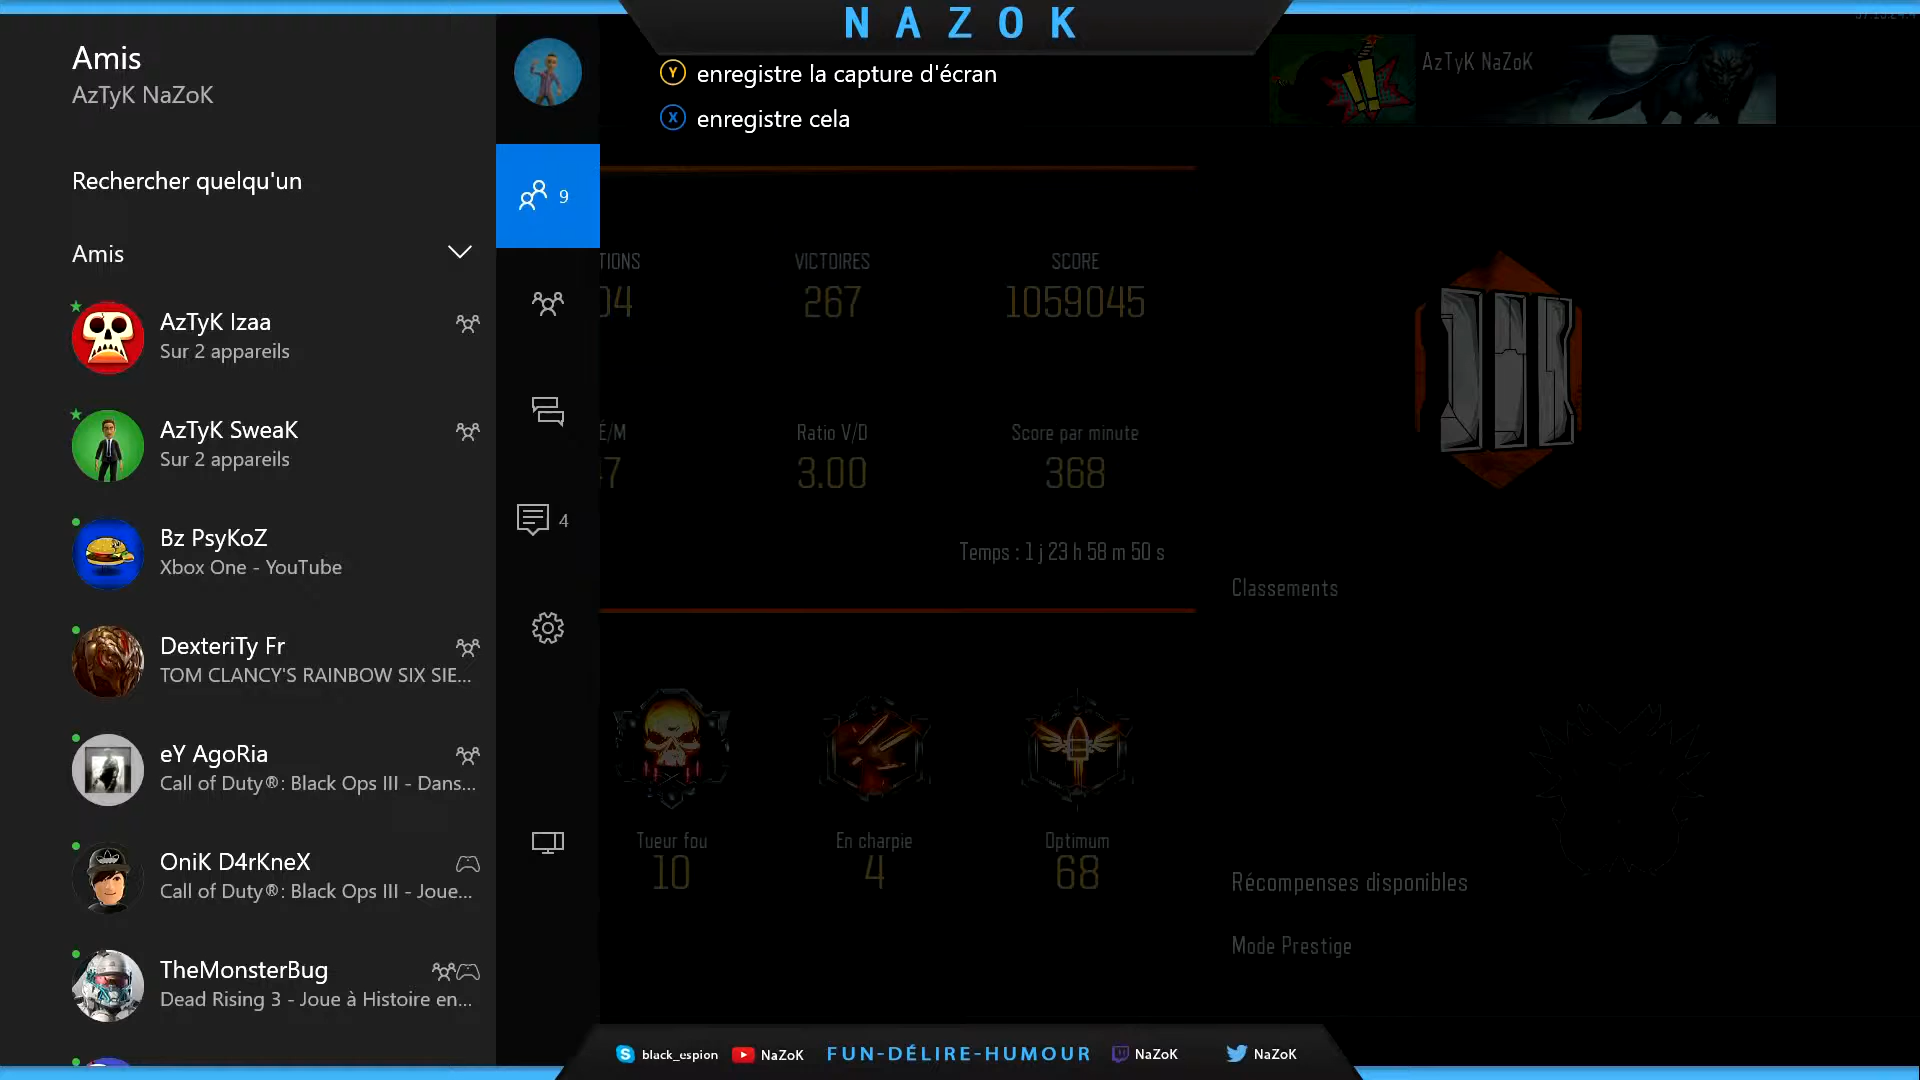 NAZOK
Amis
AzTyK NaZoK
Rechercher quelqu'un
Amis
AzTyK Izaa
Sur 2 appareils
AzTyK SweaK
Sur 2 appareils
Bz PsyKoZ
Xbox One - YouTube
DexteriTy Fr
TOM CLANCY'S RAINBOW SIX SIE...
eY AgoRia
Call of Duty®: Black Ops III - Dans...
OniK D4rKneX
Call of Duty®: Black Ops III - Joue...
TheMonsterBug
Dead Rising 3 - Joue à Histoire en...
9
4
Y enregistre la capture d'écran
X enregistre cela
AzTyK NaZoK
TIONS VICTOIRES SCORE
04 267 1059045
É/M Ratio V/D Score par minute
47 3.00 368
Temps : 1 j 23 h 58 m 50 s
Classements
Tueur fou En charpie Optimum
10 4 68
Récompenses disponibles
Mode Prestige
black_espion NaZoK FUN-DÉLIRE-HUMOUR NaZoK NaZoK